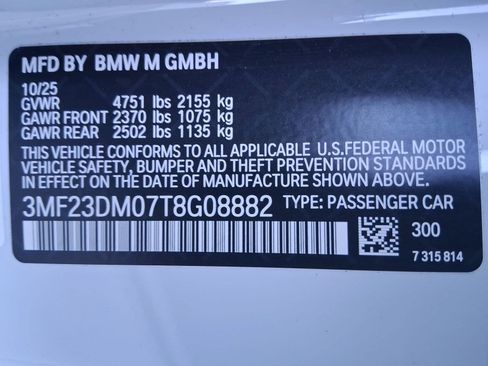 MFD BY BMW M GMBH
10/25
GVWR 4751 lbs 2155 kg
GAWR FRONT 2370 lbs 1075 kg
GAWR REAR 2502 lbs 1135 kg
THIS VEHICLE CONFORMS TO ALL APPLICABLE U.S.FEDERAL MOTOR
VEHICLE SAFETY, BUMPER AND THEFT PREVENTION STANDARDS
IN EFFECT ON THE DATE OF MANUFACTURE SHOWN ABOVE.
3MF23DM07T8G08882 TYPE: PASSENGER CAR
300
7 315 814